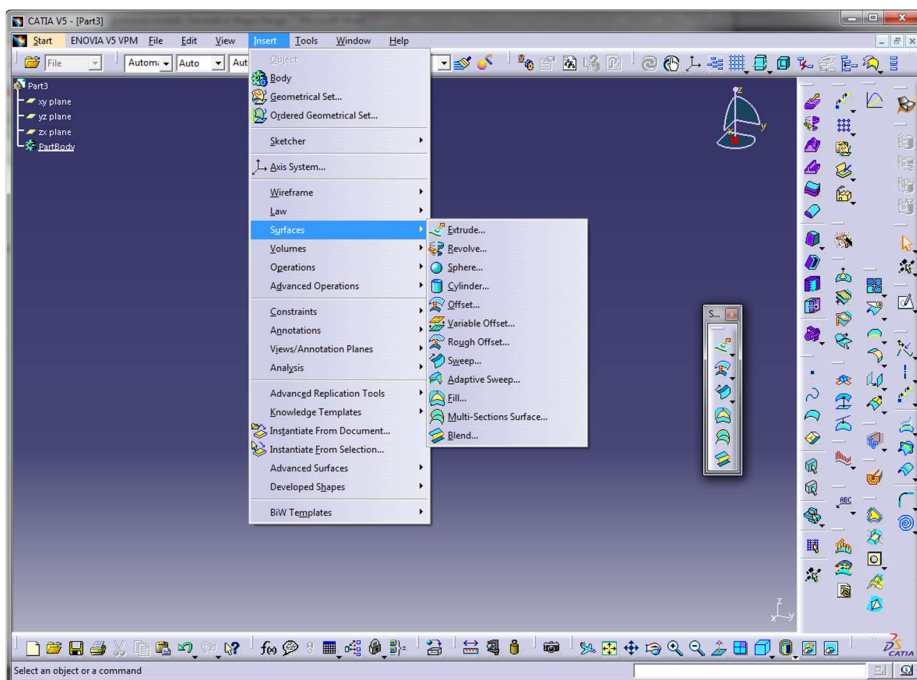 CATIA V5 - [Part3]
Start ENOVIA V5 VPM File Edit View Insert Tools Window Help
File Autom. Auto Aut
Part3
xy plane
yz plane
zx plane
PartBody
Object
Body
Geometrical Set...
Ordered Geometrical Set...
Sketcher
Axis System...
Wireframe
Law
Surfaces
Volumes
Operations
Advanced Operations
Constraints
Annotations
Views/Annotation Planes
Analysis
Advanced Replication Tools
Knowledge Templates
Instantiate From Document...
Instantiate From Selection...
Advanced Surfaces
Developed Shapes
BiW Templates
Extrude...
Revolve...
Sphere...
Cylinder...
Offset...
Variable Offset...
Rough Offset...
Sweep...
Adaptive Sweep...
Fill...
Multi-Sections Surface...
Blend...
z
y
S...
ABC
z
x y
f(x)
CATIA
Select an object or a command